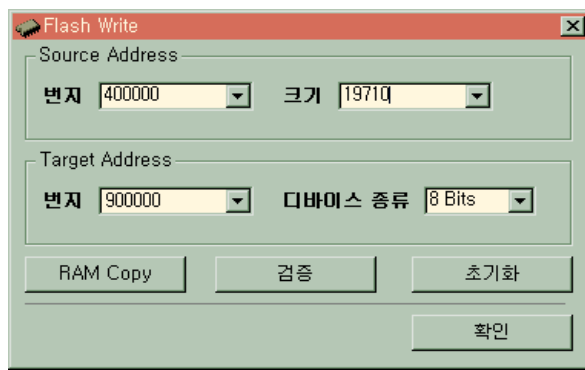 Flash Write
Source Address
번지 400000 크기 19710
Target Address
번지 900000 디바이스 종류 8 Bits
RAM Copy 검증 초기화
확인